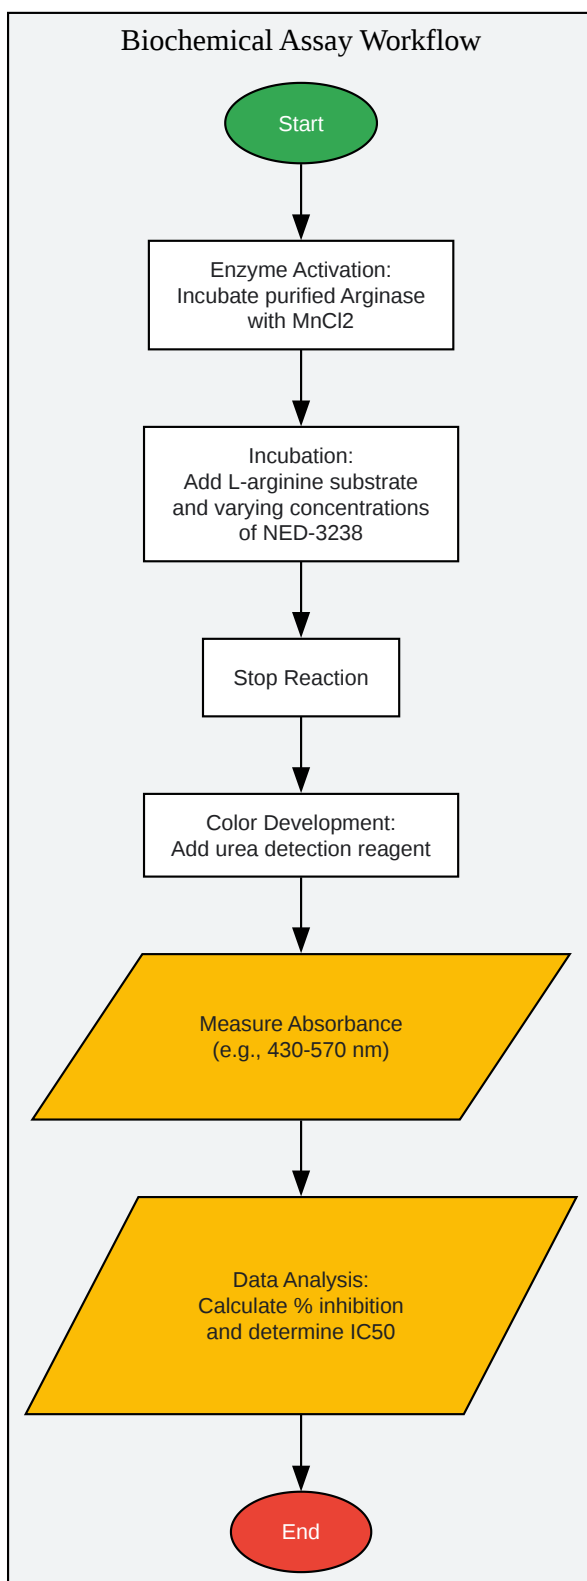 Biochemical Assay Workflow
Start
Enzyme Activation:
Incubate purified Arginase
with MnCl2
Incubation:
Add L-arginine substrate
and varying concentrations
of NED-3238
Stop Reaction
Color Development:
Add urea detection reagent
Measure Absorbance
(e.g., 430-570 nm)
Data Analysis:
Calculate % inhibition
and determine IC50
End